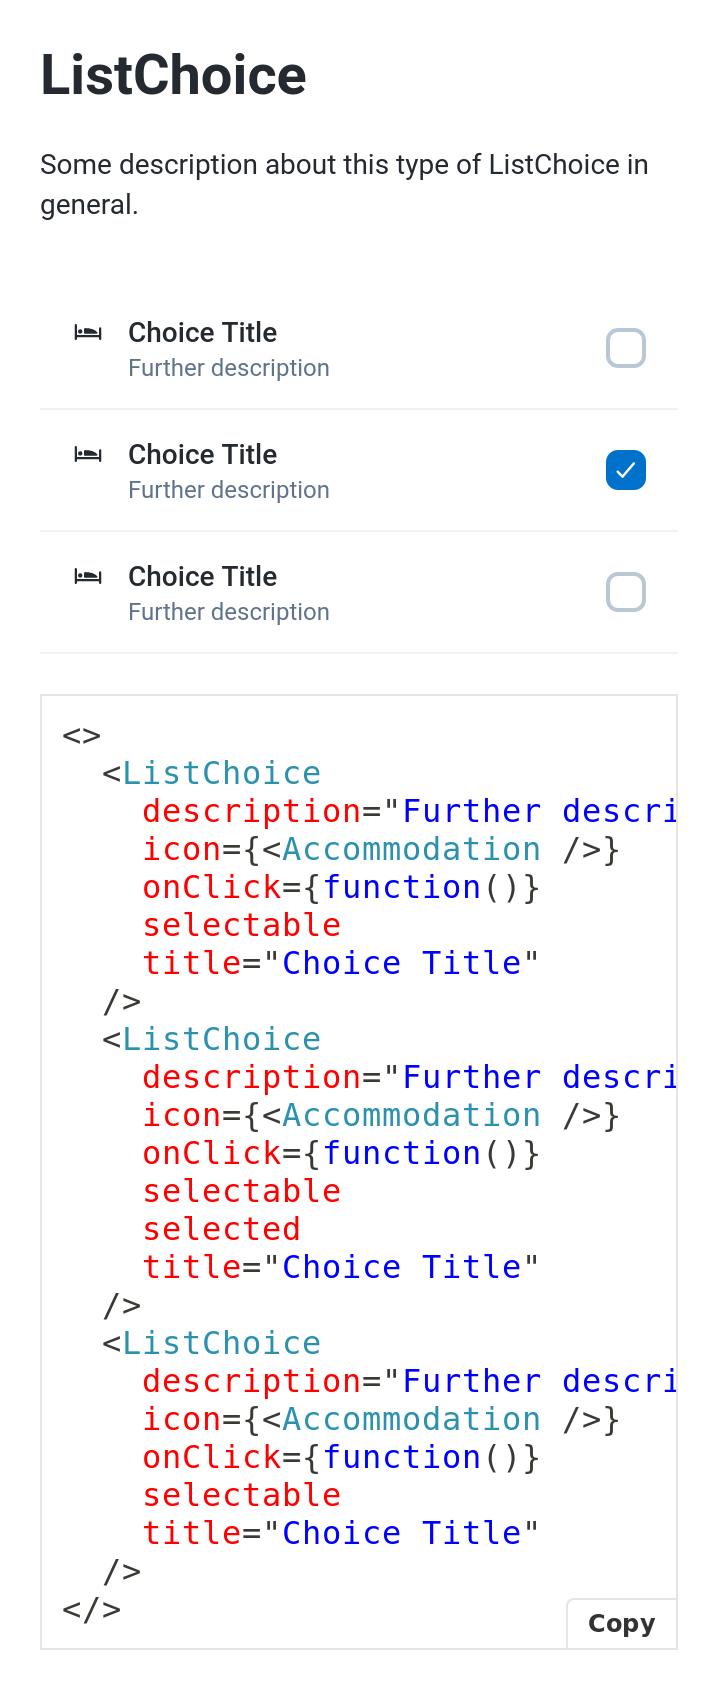 ListChoice
Some description about this type of ListChoice in
general.
Choice Title
Further description
Choice Title
Further description
Choice Title
Further description
<>
  <ListChoice
    description="Further descri
    icon={<Accommodation />}
    onClick={function()}
    selectable
    title="Choice Title"
  />
  <ListChoice
    description="Further descri
    icon={<Accommodation />}
    onClick={function()}
    selectable
    selected
    title="Choice Title"
  />
  <ListChoice
    description="Further descri
    icon={<Accommodation />}
    onClick={function()}
    selectable
    title="Choice Title"
  />
</>
Copy